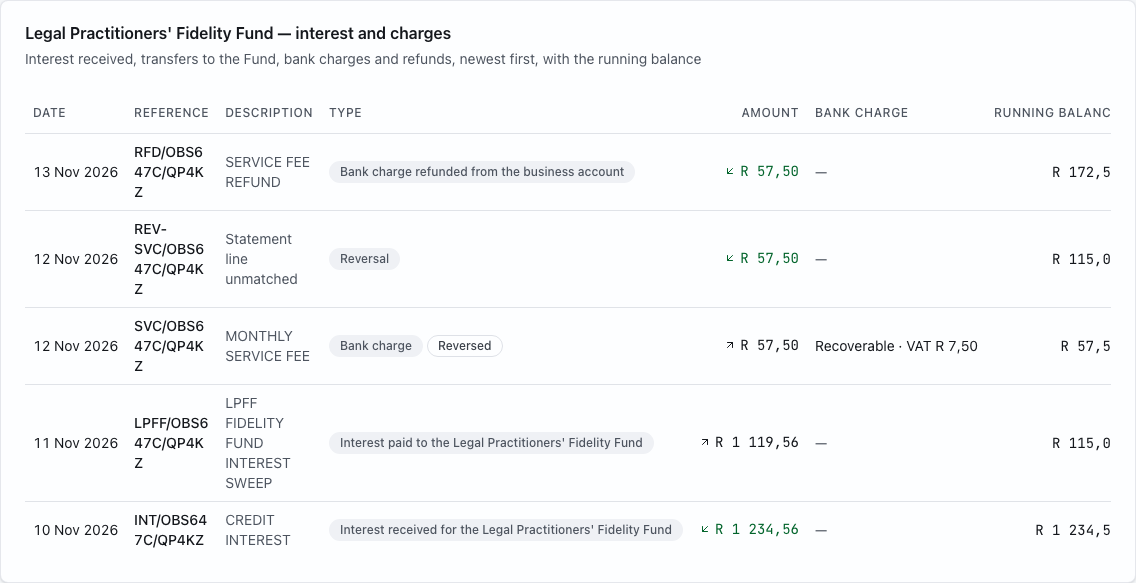 Legal Practitioners' Fidelity Fund — interest and charges
Interest received, transfers to the Fund, bank charges and refunds, newest first, with the running balance
DATE REFERENCE DESCRIPTION TYPE AMOUNT BANK CHARGE RUNNING BALANC
13 Nov 2026
RFD/OBS6
47C/QP4K
Z
SERVICE FEE
REFUND
Bank charge refunded from the business account
↙ R 57,50
—
R 172,5
12 Nov 2026
REV-
SVC/OBS6
47C/QP4K
Z
Statement
line
unmatched
Reversal
↙ R 57,50
—
R 115,0
12 Nov 2026
SVC/OBS6
47C/QP4K
Z
MONTHLY
SERVICE FEE
Bank charge
Reversed
↗ R 57,50
Recoverable · VAT R 7,50
R 57,5
11 Nov 2026
LPFF/OBS6
47C/QP4K
Z
LPFF
FIDELITY
FUND
INTEREST
SWEEP
Interest paid to the Legal Practitioners' Fidelity Fund
↗ R 1 119,56
—
R 115,0
10 Nov 2026
INT/OBS64
7C/QP4KZ
CREDIT
INTEREST
Interest received for the Legal Practitioners' Fidelity Fund
↙ R 1 234,56
—
R 1 234,5